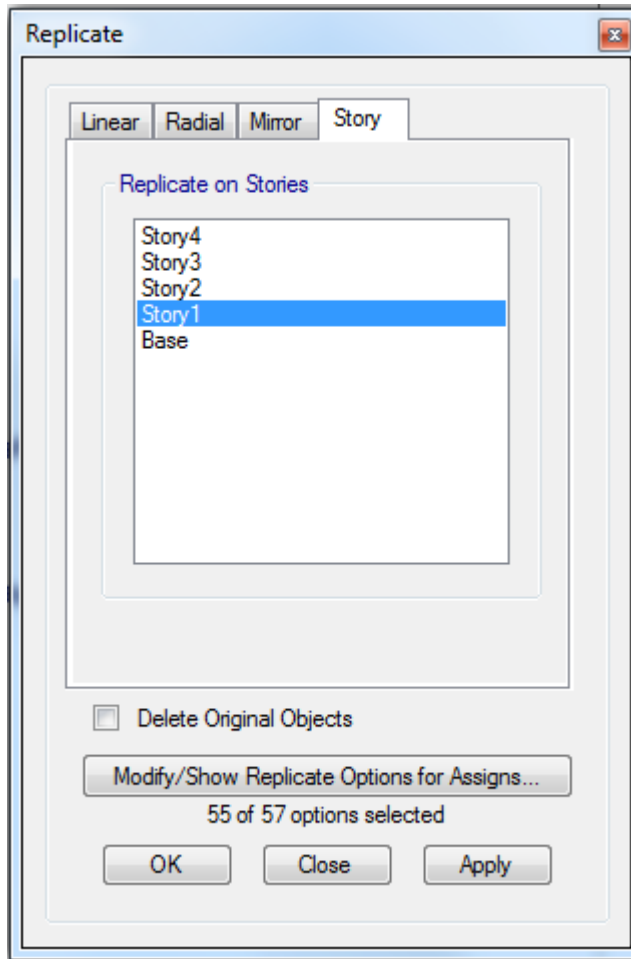 Replicate
Linear Radial Mirror Story
Replicate on Stories
Story4
Story3
Story2
Story1
Base
Delete Original Objects
Modify/Show Replicate Options for Assigns...
55 of 57 options selected
OK Close Apply